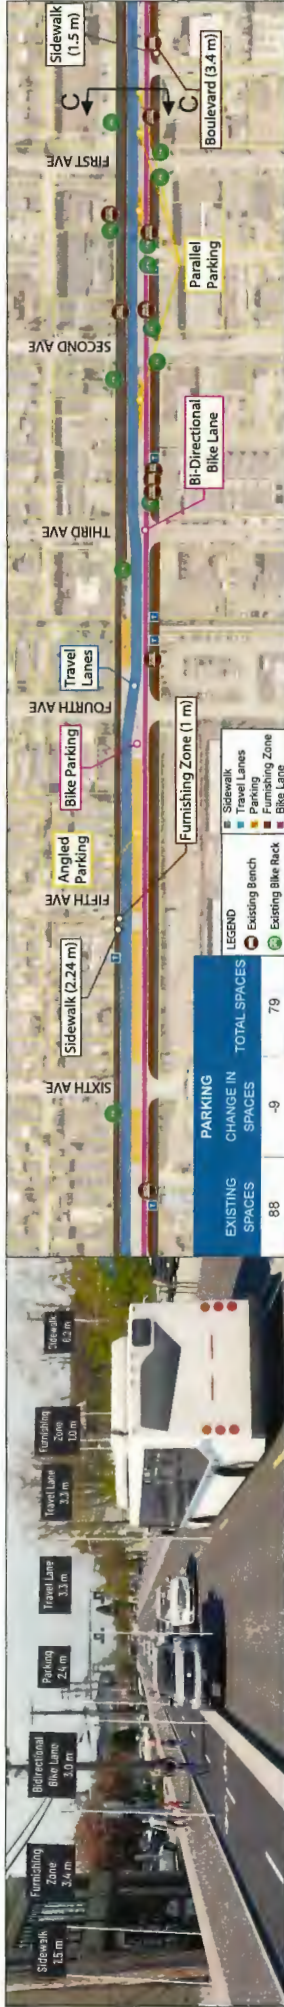 Sidewalk
1.5 m
Furnishing
Zone
3.4 m
Bidirectional
Bike Lane
3.0 m
Parking
2.4 m
Travel Lane
3.3 m
Travel Lane
3.3 m
Furnishing
Zone
1.0 m
Sidewalk
6.2 m
SIXTH AVE
FIFTH AVE
FOURTH AVE
THIRD AVE
SECOND AVE
FIRST AVE
Sidewalk (2.24 m)
Angled
Parking
Bike Parking
Travel
Lanes
Furnishing Zone (1 m)
Bi-Directional
Bike Lane
Parallel
Parking
Sidewalk
(1.5 m)
C
C
Boulevard (3.4 m)
PARKING
EXISTING
SPACES
CHANGE IN
SPACES
TOTAL SPACES
88
-9
79
LEGEND
Existing Bench
Existing Bike Rack
Sidewalk
Travel Lanes
Parking
Furnishing Zone
Bike Lane